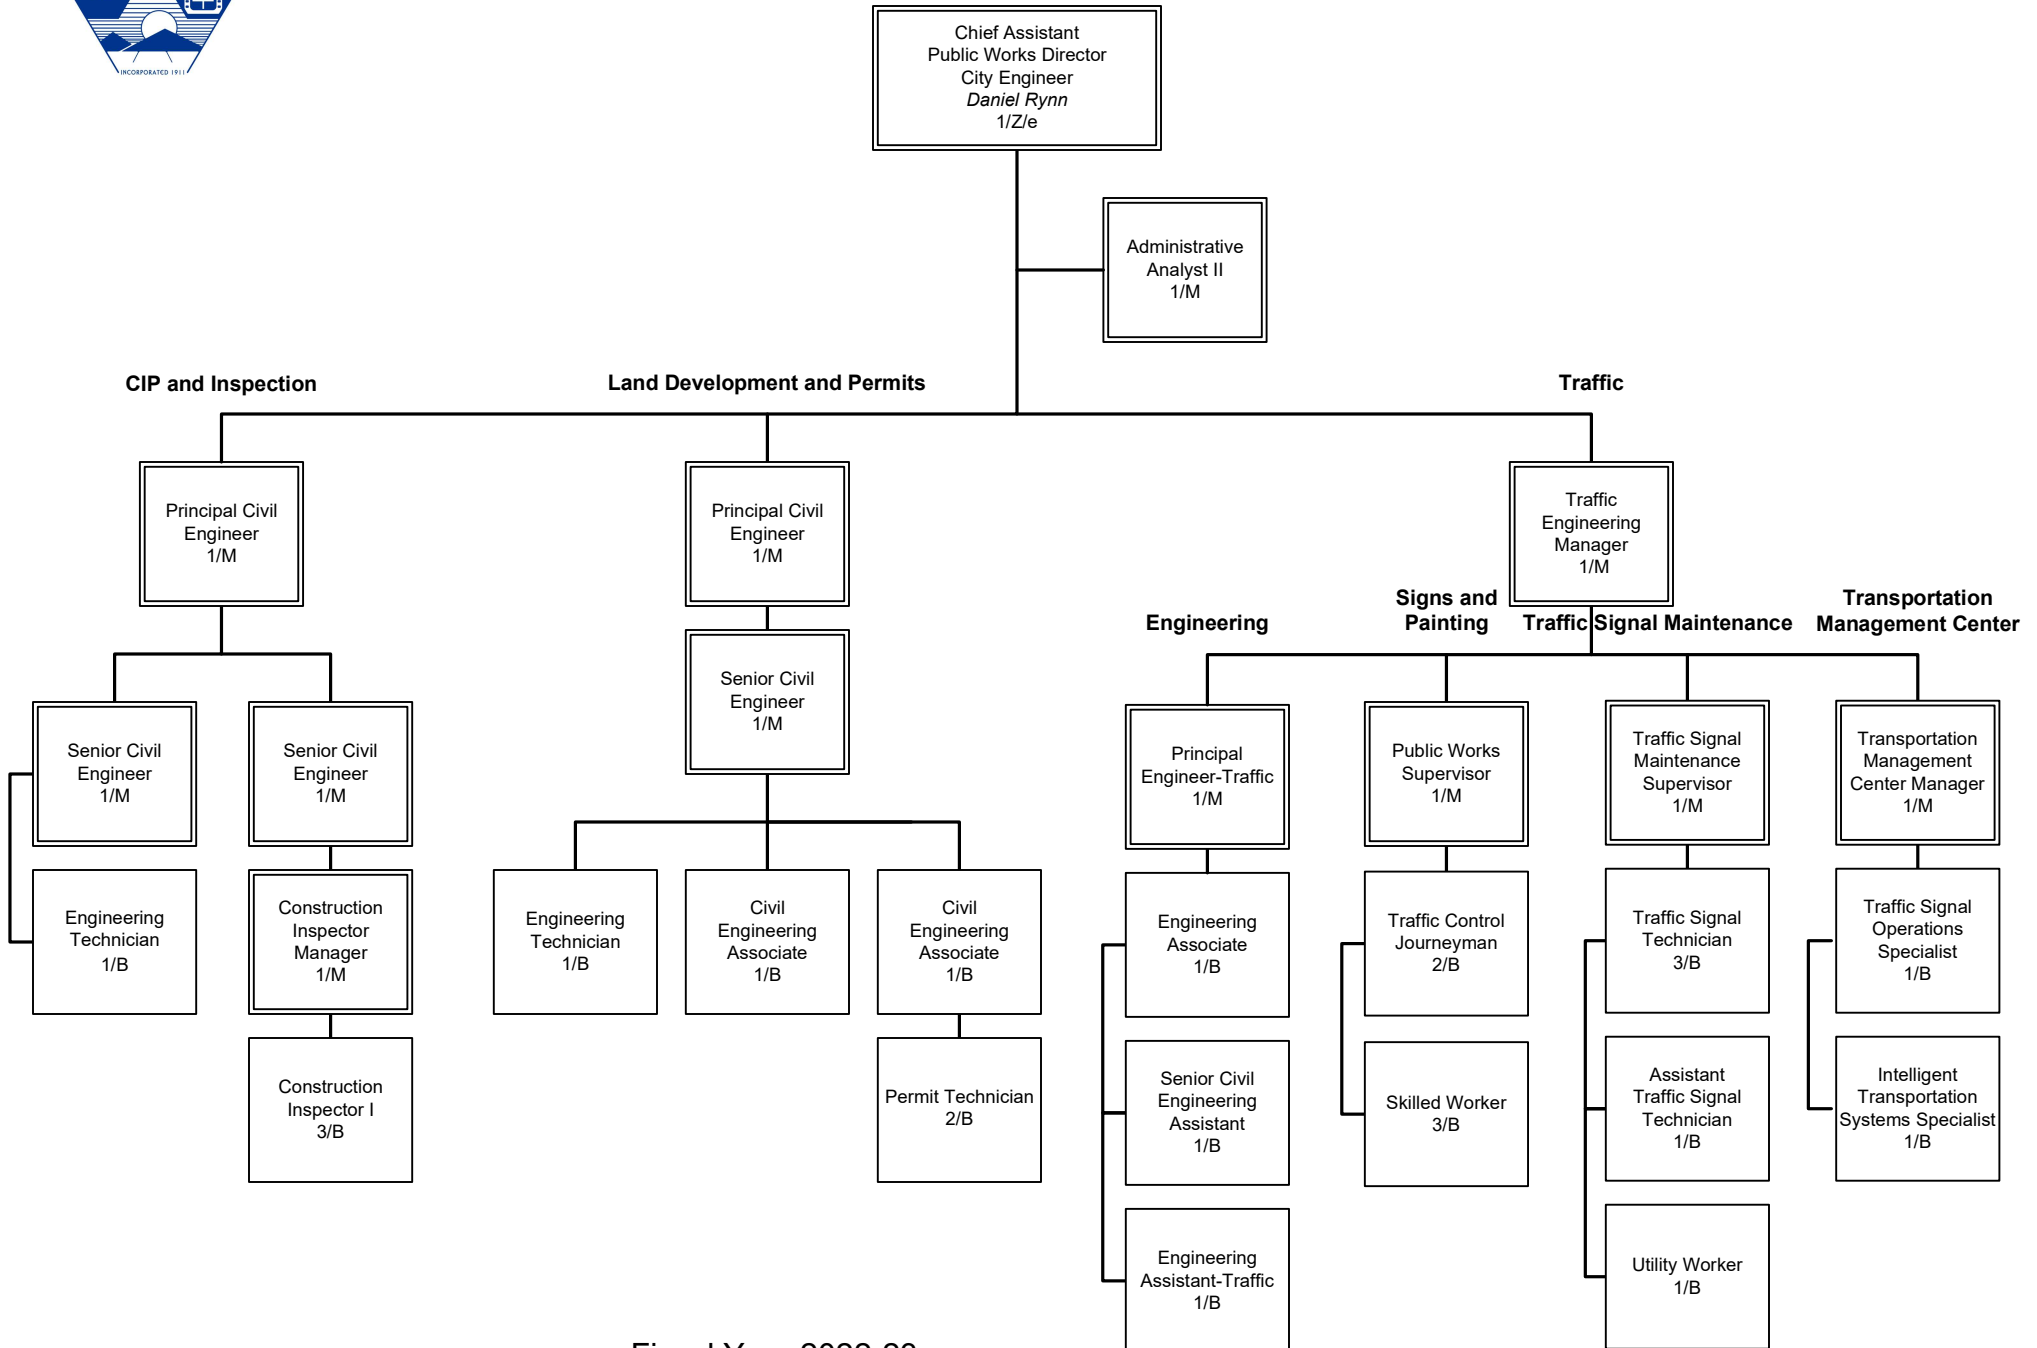 INCORPORATED 1911
Chief Assistant
Public Works Director
City Engineer
Daniel Rynn
1/Z/e
Administrative
Analyst II
1/M
CIP and Inspection
Land Development and Permits
Traffic
Principal Civil
Engineer
1/M
Principal Civil
Engineer
1/M
Traffic
Engineering
Manager
1/M
Senior Civil
Engineer
1/M
Engineering
Signs and
Painting
Traffic Signal Maintenance
Transportation
Management Center
Senior Civil
Engineer
1/M
Senior Civil
Engineer
1/M
Principal
Engineer-Traffic
1/M
Public Works
Supervisor
1/M
Traffic Signal
Maintenance
Supervisor
1/M
Transportation
Management
Center Manager
1/M
Engineering
Technician
1/B
Construction
Inspector
Manager
1/M
Engineering
Technician
1/B
Civil
Engineering
Associate
1/B
Civil
Engineering
Associate
1/B
Engineering
Associate
1/B
Traffic Control
Journeyman
2/B
Traffic Signal
Technician
3/B
Traffic Signal
Operations
Specialist
1/B
Construction
Inspector I
3/B
Permit Technician
2/B
Senior Civil
Engineering
Assistant
1/B
Skilled Worker
3/B
Assistant
Traffic Signal
Technician
1/B
Intelligent
Transportation
Systems Specialist
1/B
Engineering
Assistant-Traffic
1/B
Utility Worker
1/B